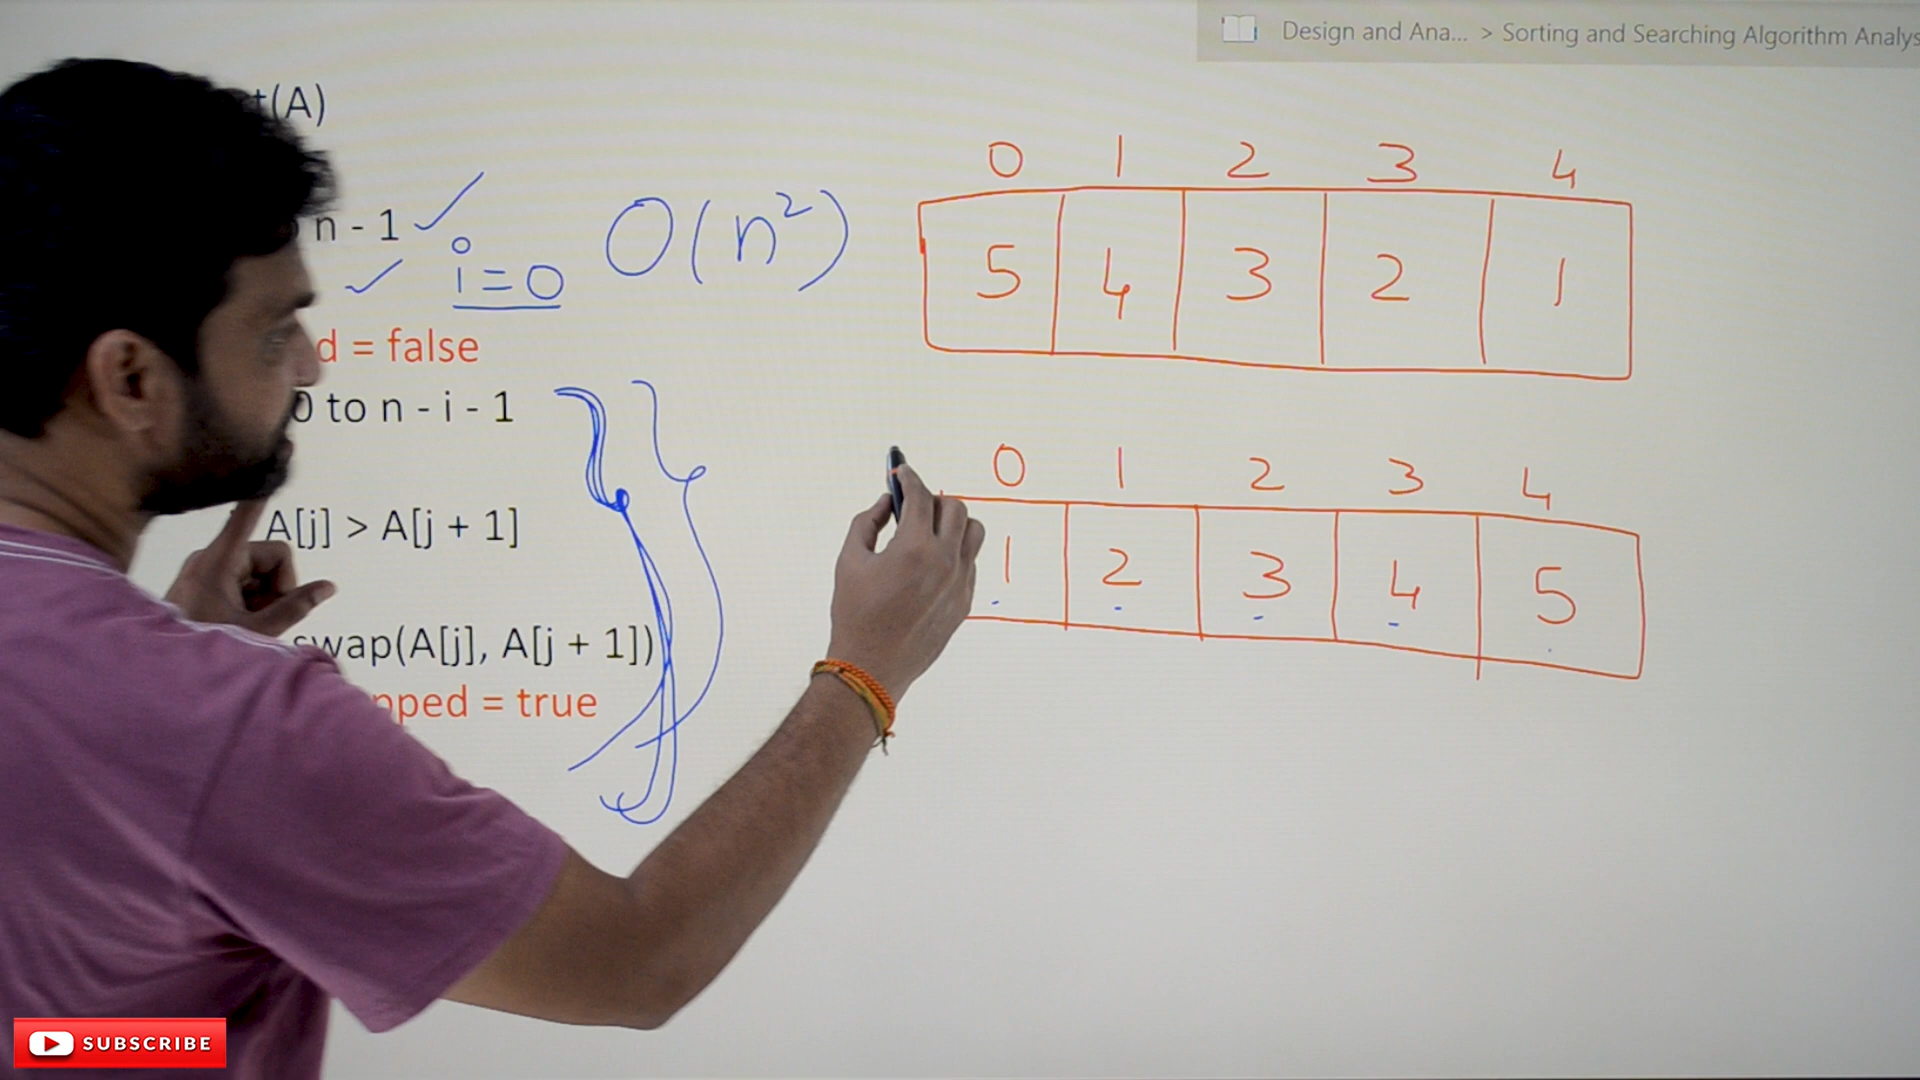 Design and Ana... > Sorting and Searching Algorithm Analys
t(A)
n - 1
i = 0
O(n²)
d = false
0 to n - i - 1
A[j] > A[j + 1]
swap(A[j], A[j + 1])
pped = true
0 1 2 3 4
5 4 3 2 1
0 1 2 3 4
1 2 3 4 5
SUBSCRIBE